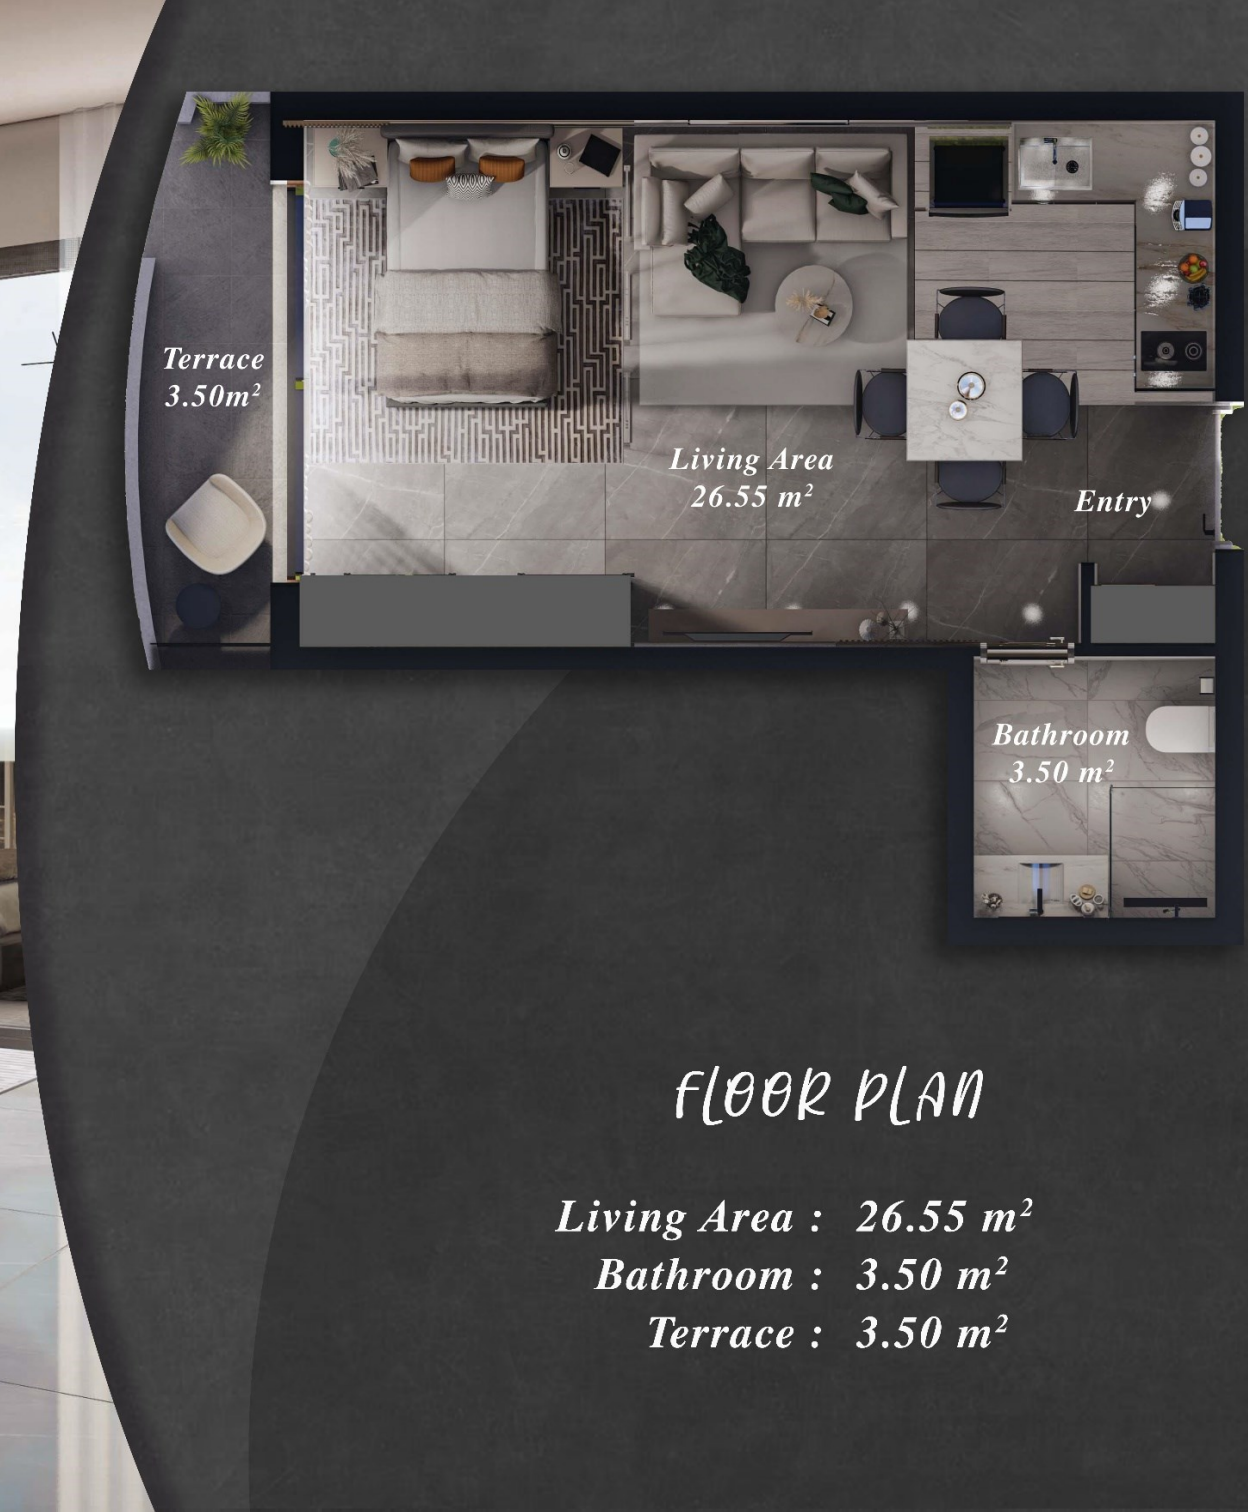 Terrace
3.50m²
Living Area
26.55 m²
Entry
Bathroom
3.50 m²
FLOOR PLAN
Living Area : 26.55 m²
Bathroom : 3.50 m²
Terrace : 3.50 m²